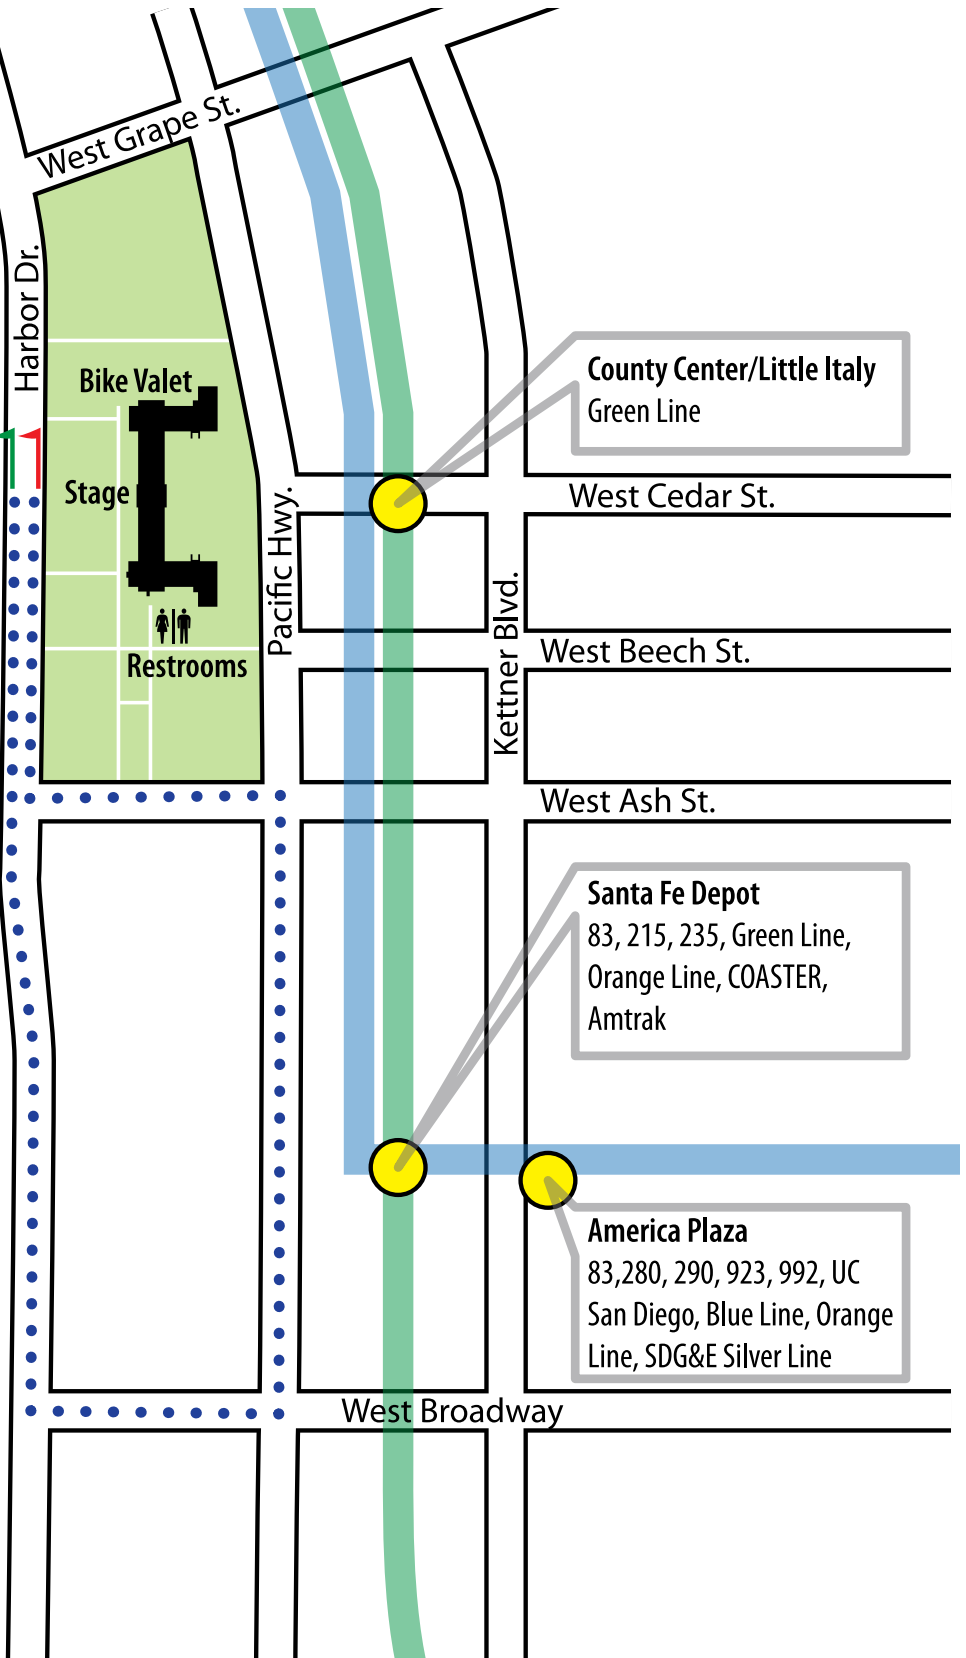 West Grape St.
Harbor Dr.
Bike Valet
County Center/Little Italy
Green Line
Stage
West Cedar St.
Pacific Hwy.
Kettner Blvd.
West Beech St.
Restrooms
West Ash St.
Santa Fe Depot
83, 215, 235, Green Line,
Orange Line, COASTER,
Amtrak
America Plaza
83,280, 290, 923, 992, UC
San Diego, Blue Line, Orange
Line, SDG&E Silver Line
West Broadway